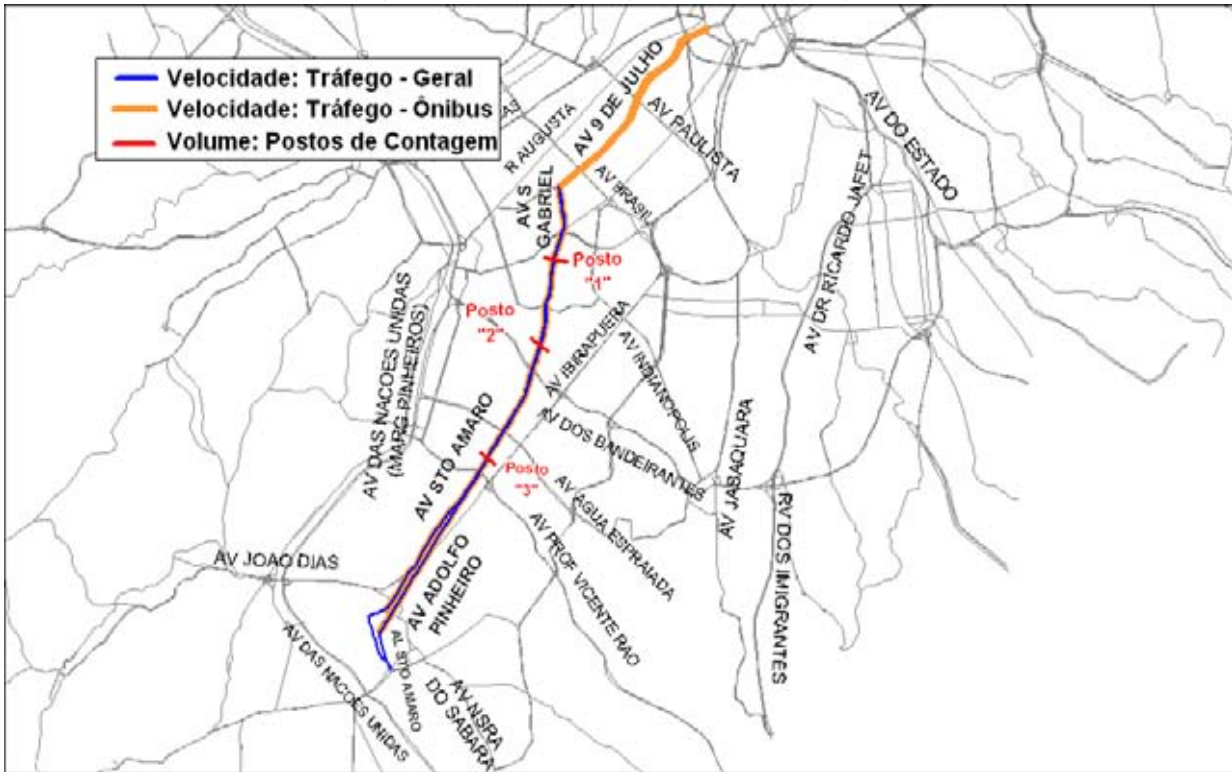 Velocidade: Tráfego - Geral
Velocidade: Tráfego - Ônibus
Volume: Postos de Contagem
R AUGUSTA
AV 9 DE JULHO
AV PAULISTA
AV DO ESTADO
AV S
GABRIEL
AV BRASIL
AV DR RICARDO JAFET
Posto
"1"
Posto
"2"
AV DAS NACOES UNIDAS
(MARG PINHEIROS)
AV IBIRAPUERA
AV INDIANOPOLIS
AV STO AMARO
AV DOS BANDEIRANTES
AV JABAQUARA
Posto
"3"
AV AGUA ESPRAIADA
RV DOS IMIGRANTES
AV PROF VICENTE RAO
AV JOAO DIAS
AV ADOLFO
PINHEIRO
AL STO AMARO
AV DAS NACOES UNIDAS
AV NSRA
DO SABARA